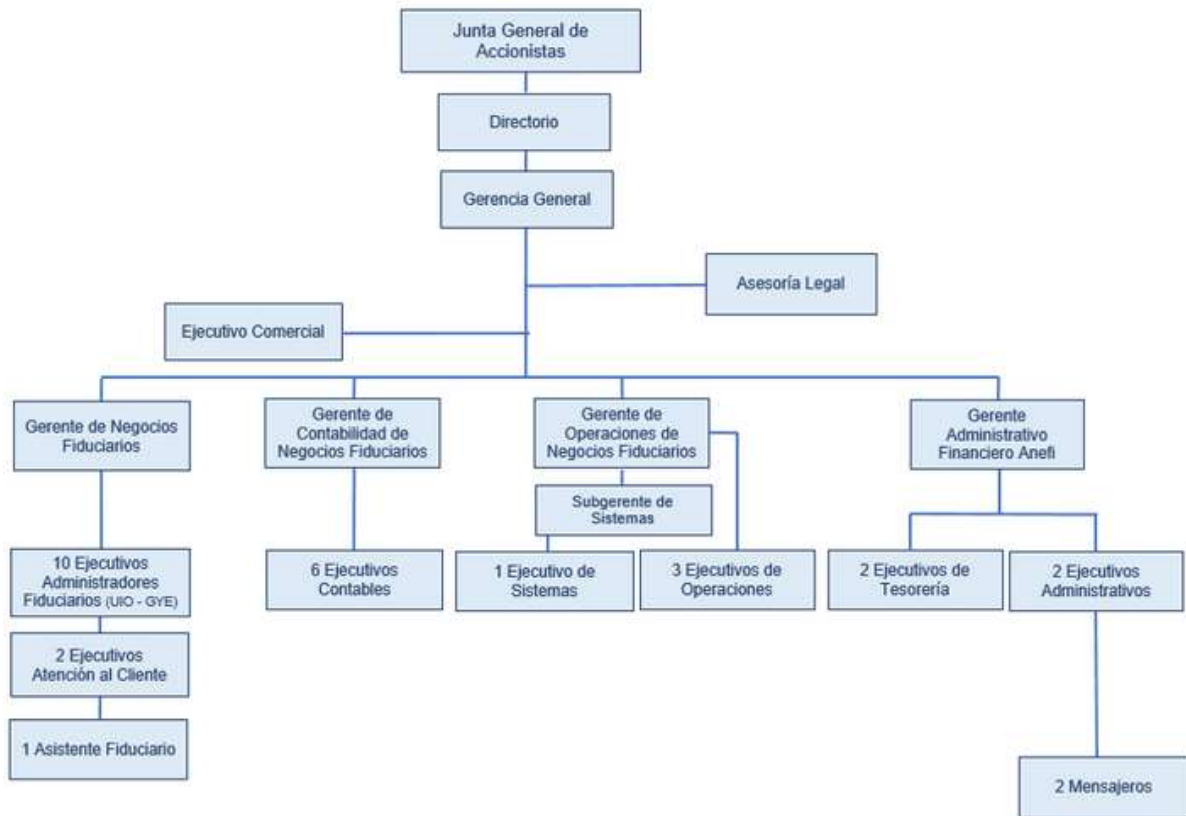 Junta General de
Accionistas
Directorio
Gerencia General
Asesoría Legal
Ejecutivo Comercial
Gerente de Negocios
Fiduciarios
Gerente de
Contabilidad de
Negocios Fiduciarios
Gerente de
Operaciones de
Negocios Fiduciarios
Gerente
Administrativo
Financiero Anefi
Subgerente de
Sistemas
10 Ejecutivos
Administradores
Fiduciarios (UIO - GYE)
6 Ejecutivos
Contables
1 Ejecutivo de
Sistemas
3 Ejecutivos de
Operaciones
2 Ejecutivos de
Tesorería
2 Ejecutivos
Administrativos
2 Ejecutivos
Atención al Cliente
1 Asistente Fiduciario
2 Mensajeros